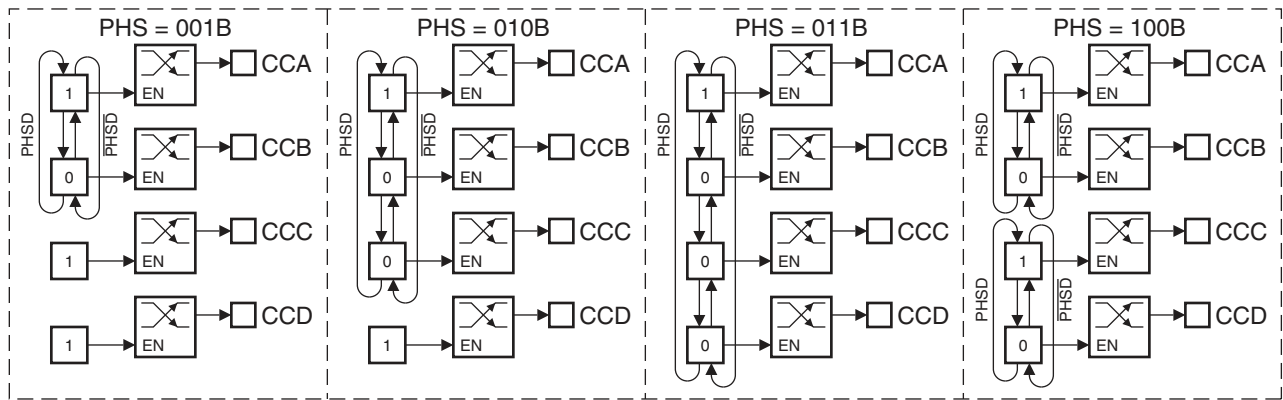 PHS = 001B
1
EN
CCA
PHSD
PHSD
0
EN
CCB
1
EN
CCC
1
EN
CCD
PHS = 010B
1
EN
CCA
PHSD
PHSD
0
EN
CCB
0
EN
CCC
1
EN
CCD
PHS = 011B
1
EN
CCA
PHSD
PHSD
0
EN
CCB
0
EN
CCC
0
EN
CCD
PHS = 100B
1
EN
CCA
PHSD
PHSD
0
EN
CCB
1
EN
CCC
PHSD
PHSD
0
EN
CCD